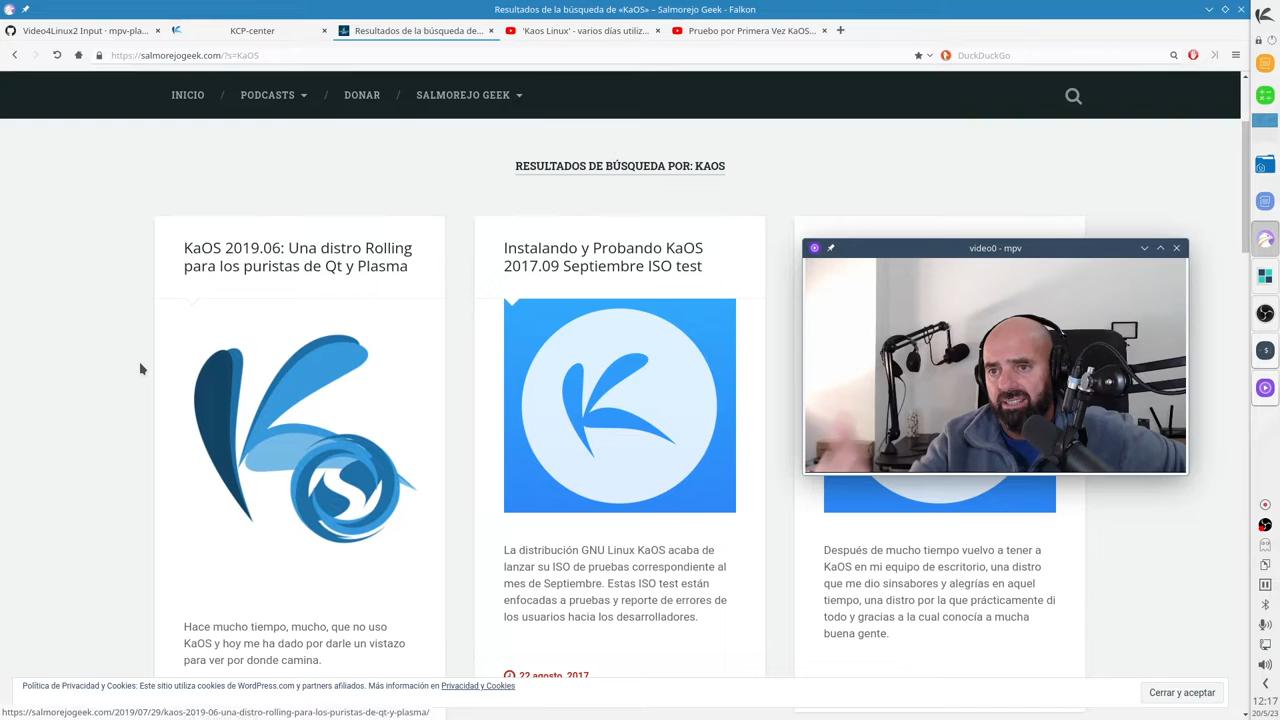 Resultados de la búsqueda de «KaOS» – Salmorejo Geek - Falkon
Video4Linux2 Input · mpv-pla...
KCP-center
Resultados de la búsqueda de...
'Kaos Linux' - varios días utiliz...
Pruebo por Primera Vez KaOS...
https://salmorejogeek.com/?s=KaOS
DuckDuckGo
INICIO / PODCASTS / DONAR / SALMOREJO GEEK
RESULTADOS DE BÚSQUEDA POR: KAOS
KaOS 2019.06: Una distro Rolling
para los puristas de Qt y Plasma
Hace mucho tiempo, mucho, que no uso
KaOS y hoy me ha dado por darle un vistazo
para ver por donde camina.
Instalando y Probando KaOS
2017.09 Septiembre ISO test
La distribución GNU Linux KaOS acaba de
lanzar su ISO de pruebas correspondiente al
mes de Septiembre. Estas ISO test están
enfocadas a pruebas y reporte de errores de
los usuarios hacia los desarrolladores.
22 agosto, 2017
video0 - mpv
Después de mucho tiempo vuelvo a tener a
KaOS en mi equipo de escritorio, una distro
que me dio sinsabores y alegrías en aquel
tiempo, una distro por la que prácticamente di
todo y gracias a la cual conocía a mucha
buena gente.
Política de Privacidad y Cookies: Este sitio utiliza cookies de WordPress.com y partners afiliados. Más información en Privacidad y Cookies
Cerrar y aceptar
https://salmorejogeek.com/2019/07/29/kaos-2019-06-una-distro-rolling-para-los-puristas-de-qt-y-plasma/
12:17
20/5/23